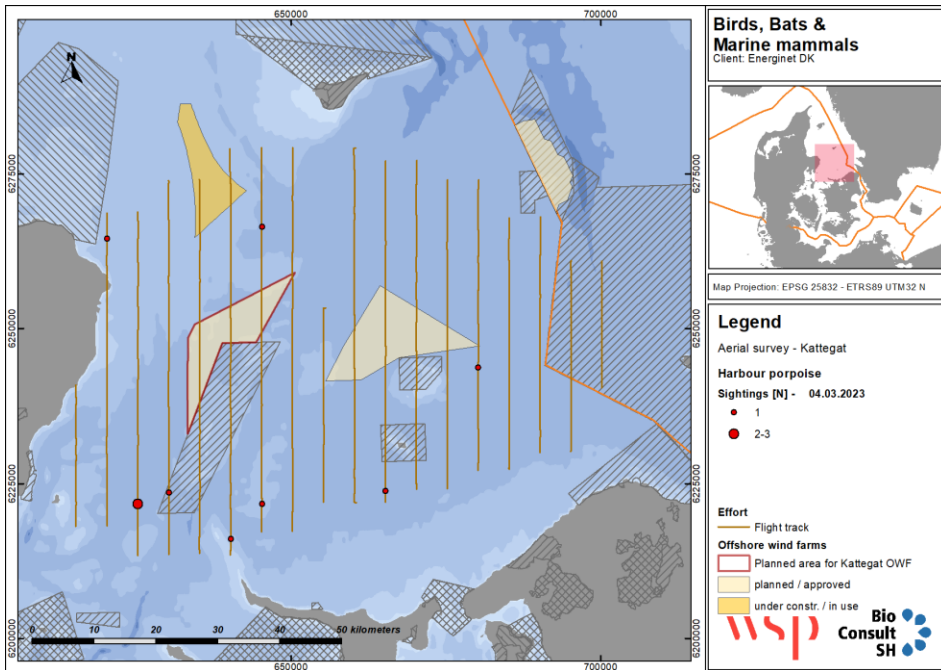 650000
700000
N
6275000
6250000
6225000
6200000
6275000
6250000
6225000
6200000
0
10
20
30
40
50 kilometers
650000
700000
Birds, Bats &
Marine mammals
Client: Energinet DK
Map Projection: EPSG 25832 - ETRS89 UTM32 N
Legend
Aerial survey - Kattegat
Harbour porpoise
Sightings [N] - 04.03.2023
1
2-3
Effort
Flight track
Offshore wind farms
Planned area for Kattegat OWF
planned / approved
under constr. / in use
wsp
Bio
Consult
SH